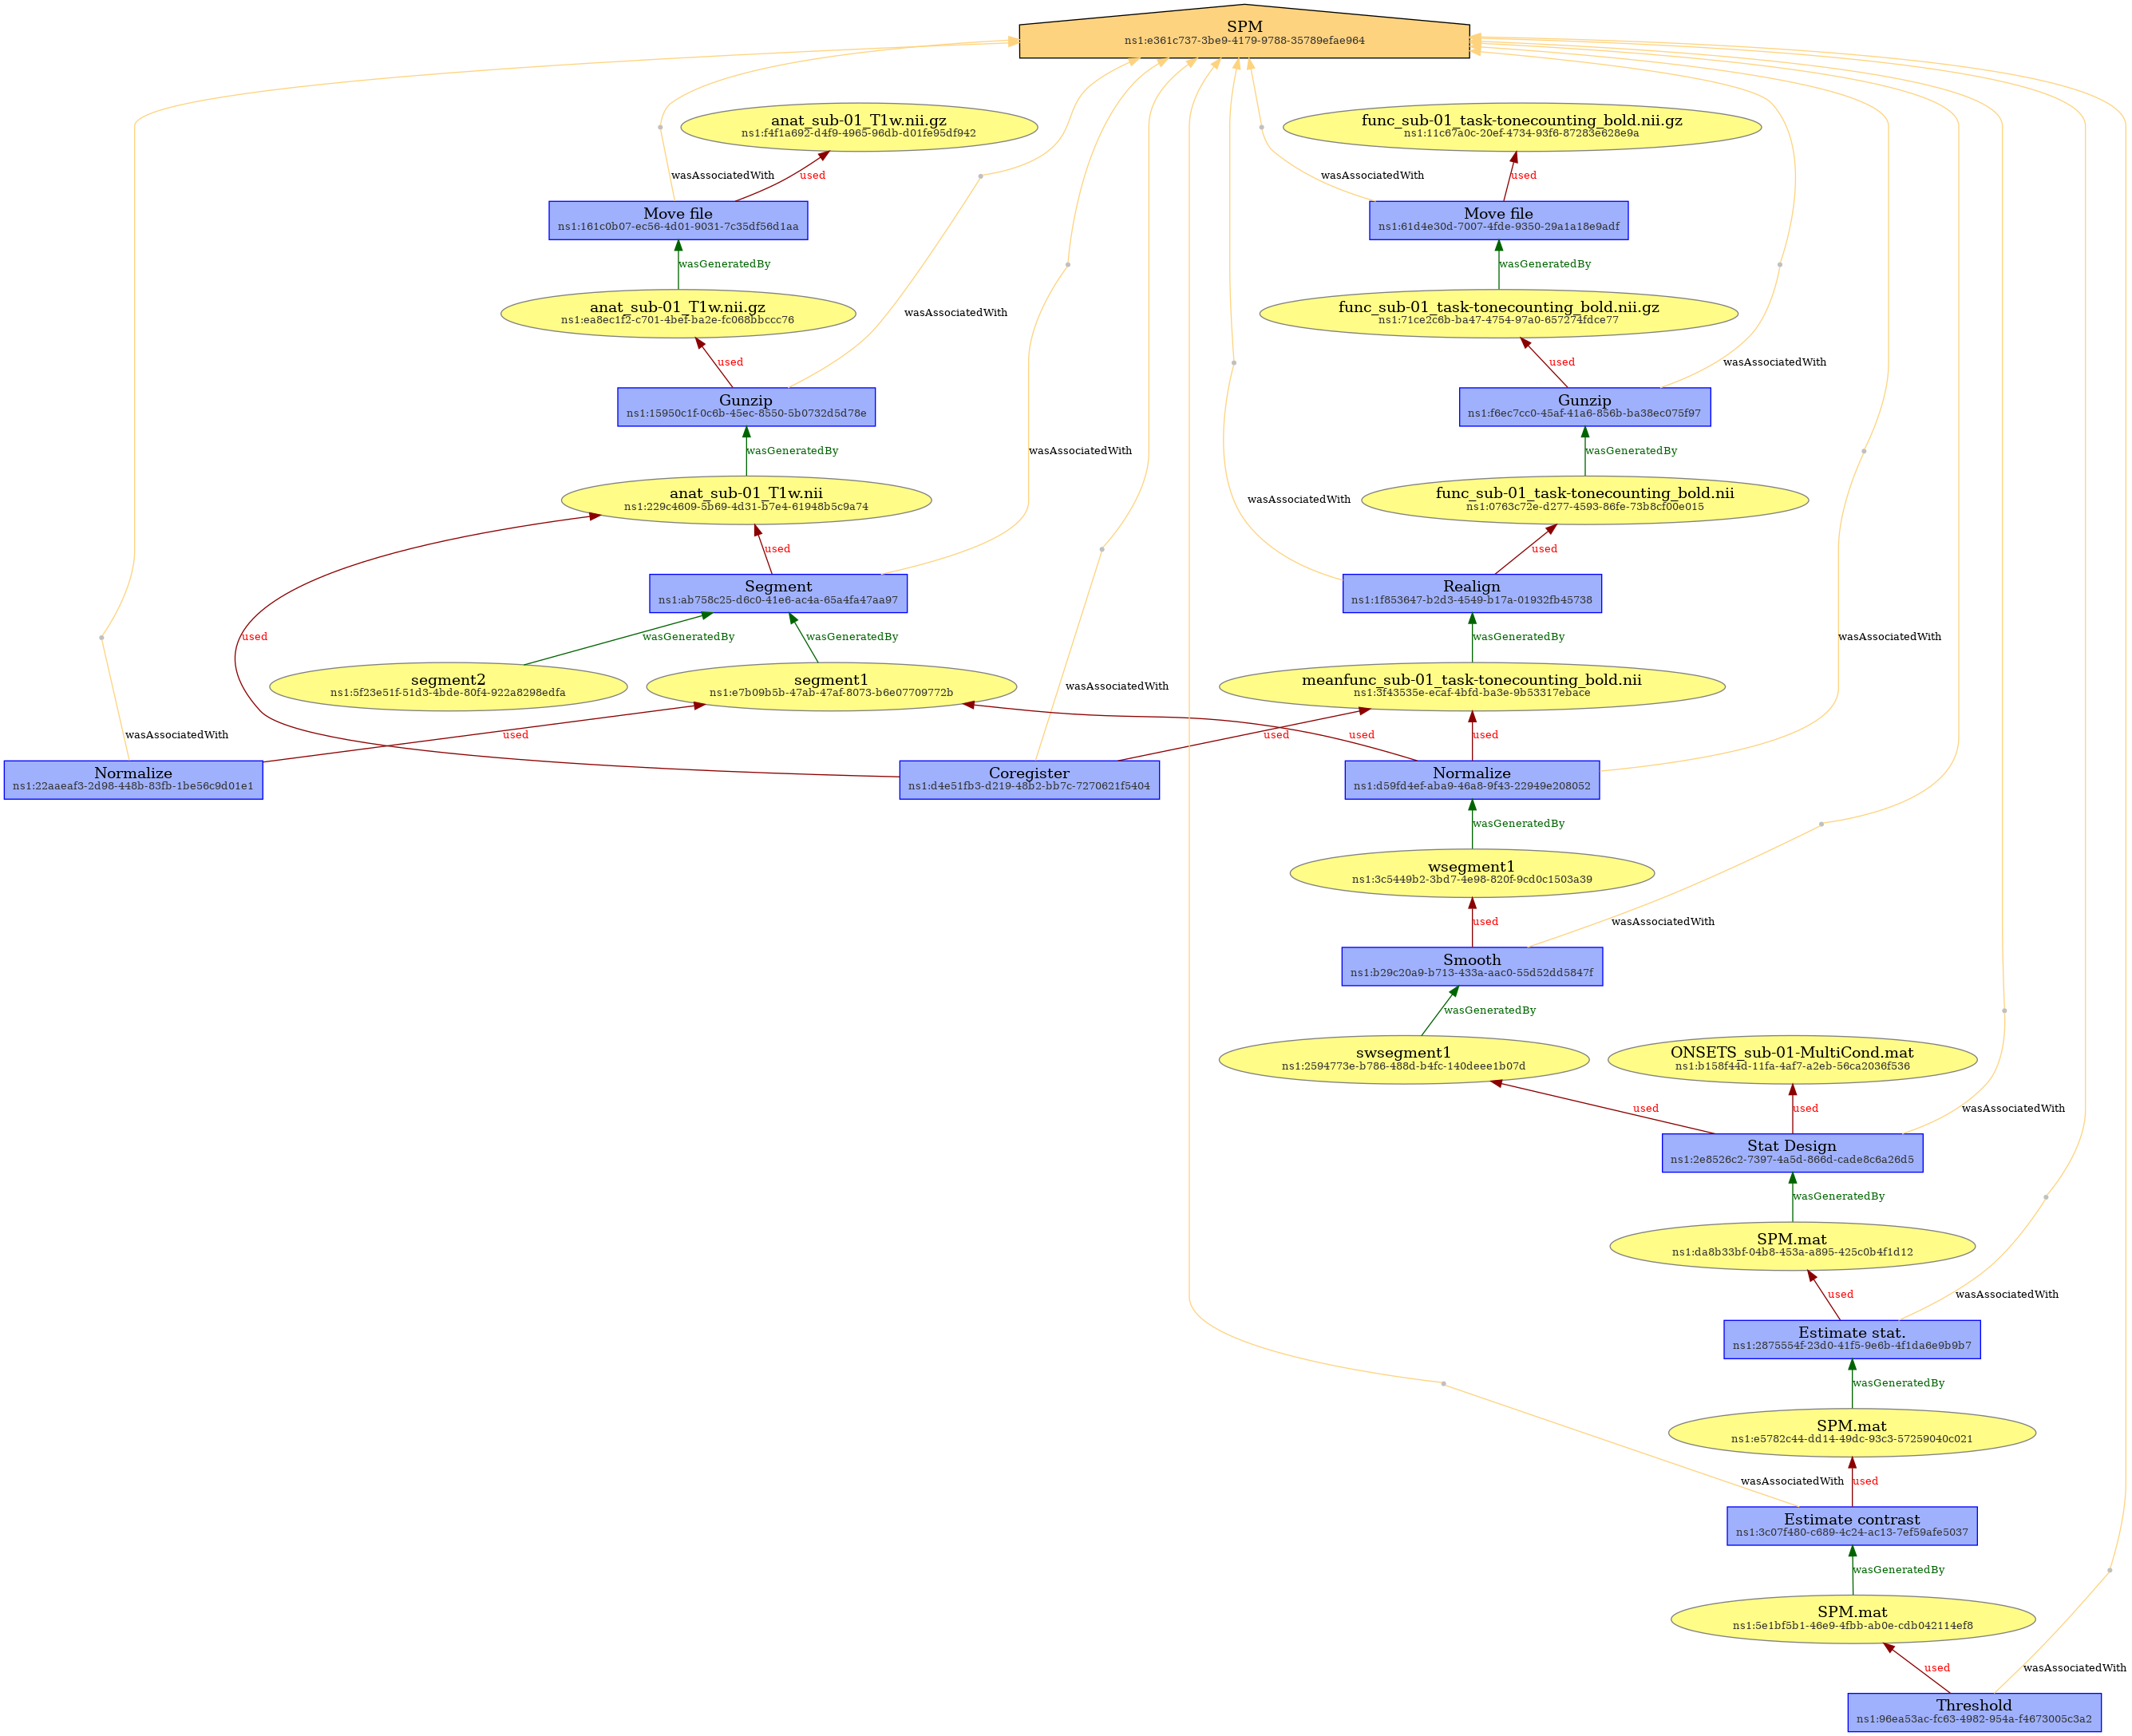 SPM
ns1:e361c737-3be9-4179-9788-35789efae964
anat_sub-01_T1w.nii.gz
ns1:f4f1a692-d4f9-4965-96db-d01fe95df942
func_sub-01_task-tonecounting_bold.nii.gz
ns1:11c67a0c-20ef-4734-93f6-87283e628e9a
wasAssociatedWith
used
wasAssociatedWith
used
Move file
ns1:161c0b07-ec56-4d01-9031-7c35df56d1aa
Move file
ns1:61d4e30d-7007-4fde-9350-29a1a18e9adf
wasGeneratedBy
wasGeneratedBy
anat_sub-01_T1w.nii.gz
ns1:ea8ec1f2-c701-4bef-ba2e-fc068bbccc76
wasAssociatedWith
func_sub-01_task-tonecounting_bold.nii.gz
ns1:71ce2c6b-ba47-4754-97a0-657274fdce77
used
used
wasAssociatedWith
Gunzip
ns1:15950c1f-0c6b-45ec-8550-5b0732d5d78e
Gunzip
ns1:f6ec7cc0-45af-41a6-856b-ba38ec075f97
wasGeneratedBy
wasAssociatedWith
wasGeneratedBy
anat_sub-01_T1w.nii
ns1:229c4609-5b69-4d31-b7e4-61948b5c9a74
wasAssociatedWith
func_sub-01_task-tonecounting_bold.nii
ns1:0763c72e-d277-4593-86fe-73b8cf00e015
used
used
Segment
ns1:ab758c25-d6c0-41e6-ac4a-65a4fa47aa97
Realign
ns1:1f853647-b2d3-4549-b17a-01932fb45738
used
wasGeneratedBy
wasGeneratedBy
wasGeneratedBy
wasAssociatedWith
segment2
ns1:5f23e51f-51d3-4bde-80f4-922a8298edfa
segment1
ns1:e7b09b5b-47ab-47af-8073-b6e07709772b
wasAssociatedWith
meanfunc_sub-01_task-tonecounting_bold.nii
ns1:3f43535e-ecaf-4bfd-ba3e-9b53317ebace
wasAssociatedWith
used
used
used
used
Normalize
ns1:22aaeaf3-2d98-448b-83fb-1be56c9d01e1
Coregister
ns1:d4e51fb3-d219-48b2-bb7c-7270621f5404
Normalize
ns1:d59fd4ef-aba9-46a8-9f43-22949e208052
wasGeneratedBy
wsegment1
ns1:3c5449b2-3bd7-4e98-820f-9cd0c1503a39
used
wasAssociatedWith
Smooth
ns1:b29c20a9-b713-433a-aac0-55d52dd5847f
wasGeneratedBy
swsegment1
ns1:2594773e-b786-488d-b4fc-140deee1b07d
ONSETS_sub-01-MultiCond.mat
ns1:b158f44d-11fa-4af7-a2eb-56ca2036f536
used
used
wasAssociatedWith
Stat Design
ns1:2e8526c2-7397-4a5d-866d-cade8c6a26d5
wasGeneratedBy
SPM.mat
ns1:da8b33bf-04b8-453a-a895-425c0b4f1d12
used
wasAssociatedWith
Estimate stat.
ns1:2875554f-23d0-41f5-9e6b-4f1da6e9b9b7
wasGeneratedBy
SPM.mat
ns1:e5782c44-dd14-49dc-93c3-57259040c021
wasAssociatedWith
used
Estimate contrast
ns1:3c07f480-c689-4c24-ac13-7ef59afe5037
wasGeneratedBy
SPM.mat
ns1:5e1bf5b1-46e9-4fbb-ab0e-cdb042114ef8
used
wasAssociatedWith
Threshold
ns1:96ea53ac-fc63-4982-954a-f4673005c3a2